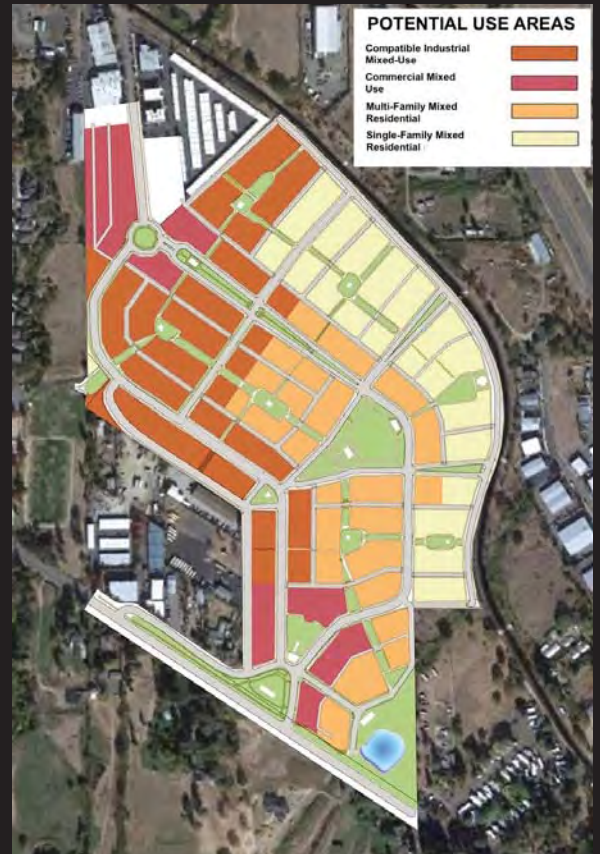 POTENTIAL USE AREAS
Compatible Industrial
Mixed-Use
Commercial Mixed
Use
Multi-Family Mixed
Residential
Single-Family Mixed
Residential